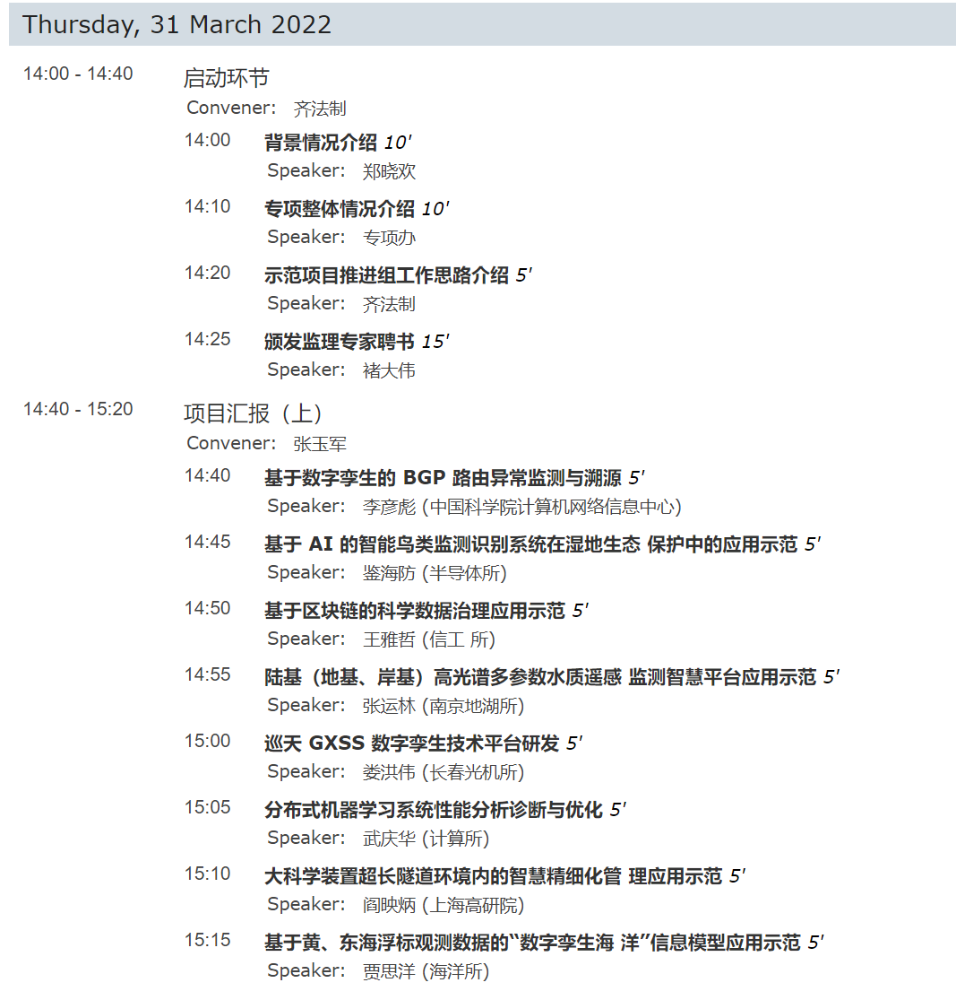 Thursday, 31 March 2022
14:00 - 14:40 启动环节
Convener: 齐法制
14:00 背景情况介绍 10'
Speaker: 郑晓欢
14:10 专项整体情况介绍 10'
Speaker: 专项办
14:20 示范项目推进组工作思路介绍 5'
Speaker: 齐法制
14:25 颁发监理专家聘书 15'
Speaker: 褚大伟
14:40 - 15:20 项目汇报（上）
Convener: 张玉军
14:40 基于数字孪生的 BGP 路由异常监测与溯源 5'
Speaker: 李彦彪 (中国科学院计算机网络信息中心)
14:45 基于 AI 的智能鸟类监测识别系统在湿地生态 保护中的应用示范 5'
Speaker: 鉴海防 (半导体所)
14:50 基于区块链的科学数据治理应用示范 5'
Speaker: 王雅哲 (信工 所)
14:55 陆基（地基、岸基）高光谱多参数水质遥感 监测智慧平台应用示范 5'
Speaker: 张运林 (南京地湖所)
15:00 巡天 GXSS 数字孪生技术平台研发 5'
Speaker: 娄洪伟 (长春光机所)
15:05 分布式机器学习系统性能分析诊断与优化 5'
Speaker: 武庆华 (计算所)
15:10 大科学装置超长隧道环境内的智慧精细化管 理应用示范 5'
Speaker: 阎映炳 (上海高研院)
15:15 基于黄、东海浮标观测数据的“数字孪生海 洋”信息模型应用示范 5'
Speaker: 贾思洋 (海洋所)